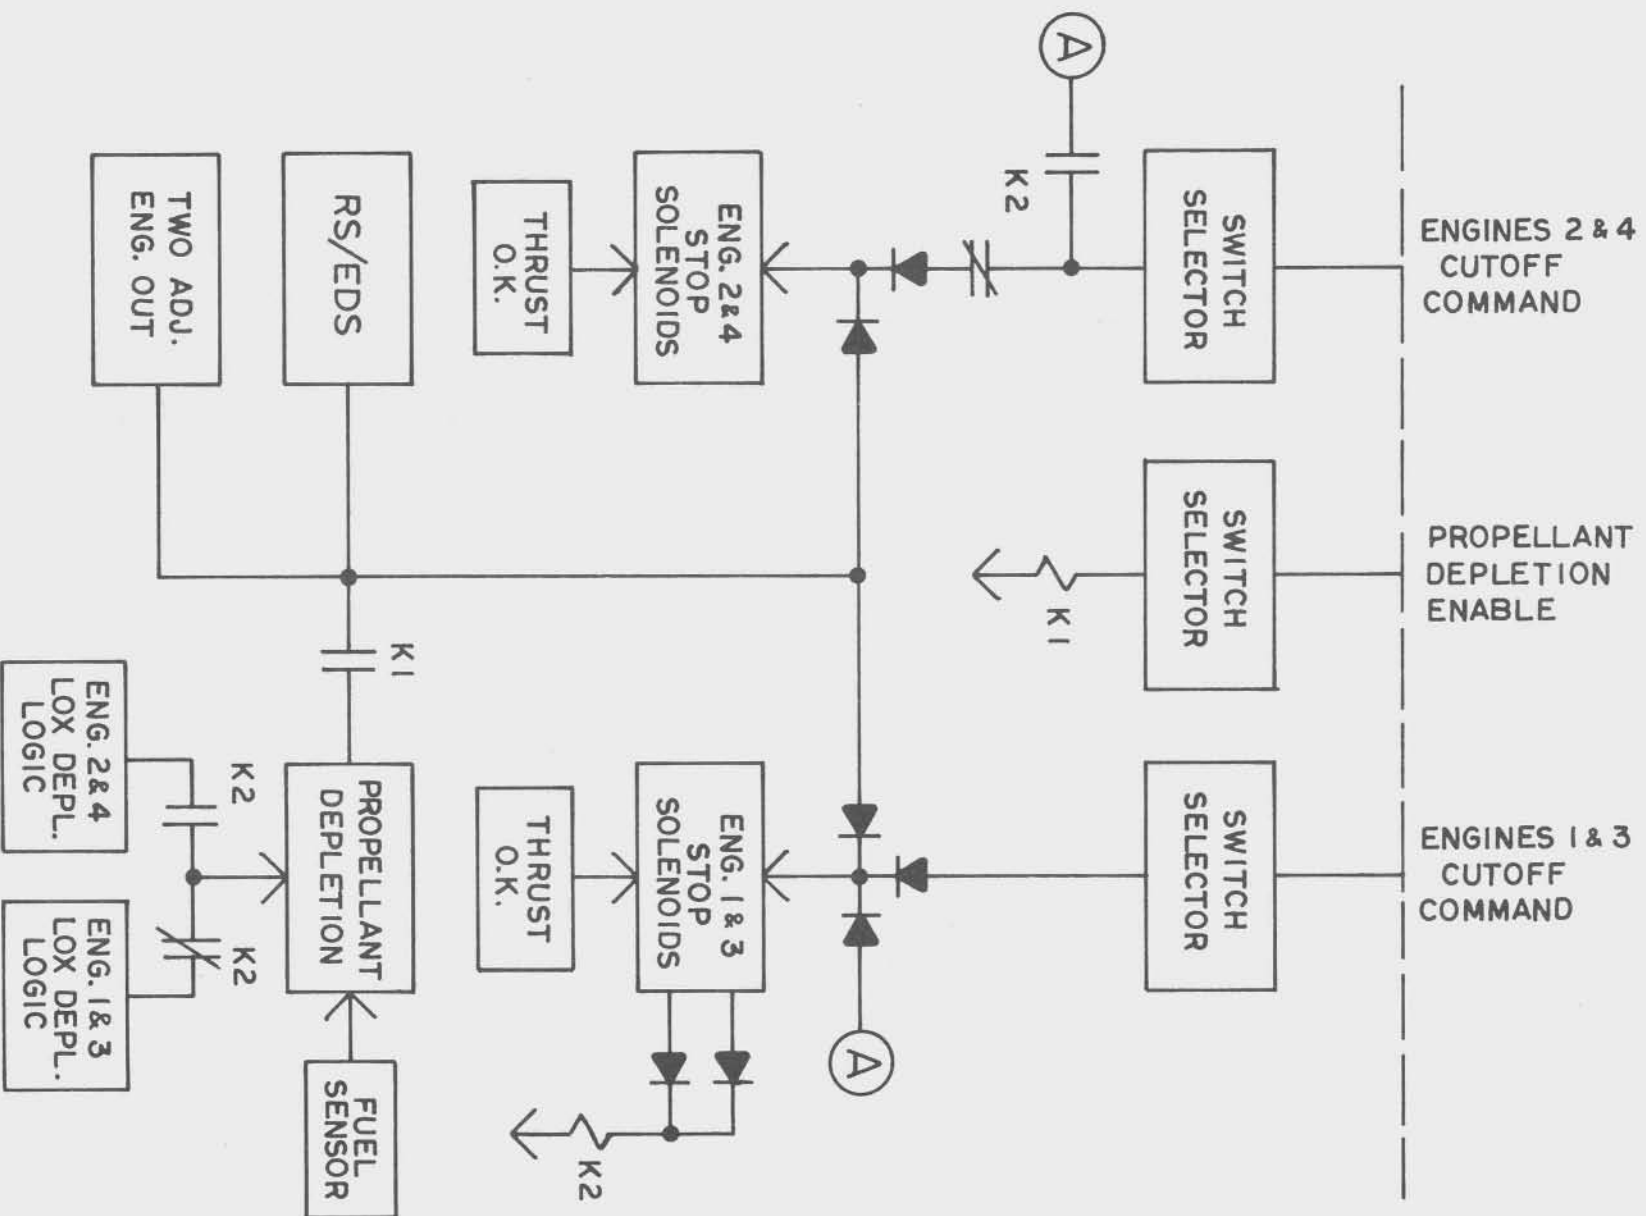 ENGINES 2 & 4
CUTOFF
COMMAND
PROPELLANT
DEPLETION
ENABLE
ENGINES 1 & 3
CUTOFF
COMMAND
SWITCH
SELECTOR
SWITCH
SELECTOR
SWITCH
SELECTOR
A
K2
K1
A
ENG. 2 & 4
STOP
SOLENOIDS
THRUST
O.K.
ENG. 1 & 3
STOP
SOLENOIDS
THRUST
O.K.
K2
RS/EDS
TWO ADJ.
ENG. OUT
K1
PROPELLANT
DEPLETION
FUEL
SENSOR
K2
K2
ENG. 2 & 4
LOX DEPL.
LOGIC
ENG. 1 & 3
LOX DEPL.
LOGIC